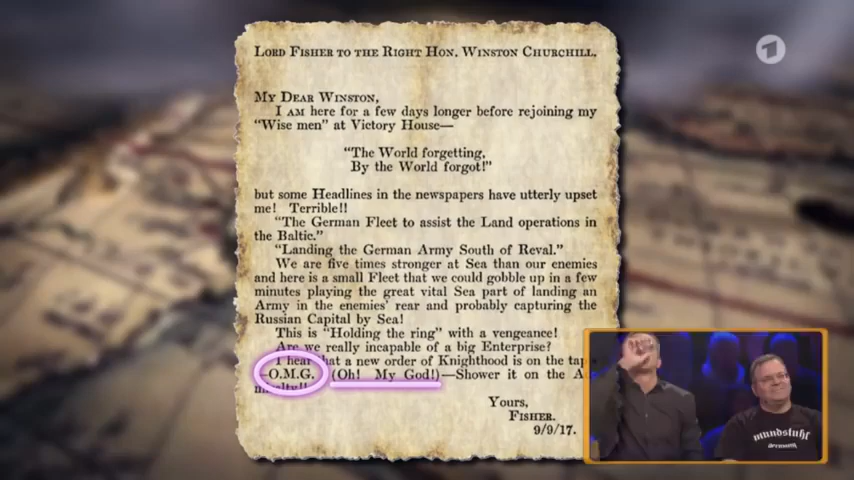 LORD FISHER TO THE RIGHT HON. WINSTON CHURCHILL.
MY DEAR WINSTON,
I AM here for a few days longer before rejoining my
“Wise men” at Victory House—
“The World forgetting,
By the World forgot!”
but some Headlines in the newspapers have utterly upset
me! Terrible!!
“The German Fleet to assist the Land operations in
the Baltic.”
“Landing the German Army South of Reval.”
We are five times stronger at Sea than our enemies
and here is a small Fleet that we could gobble up in a few
minutes playing the great vital Sea part of landing an
Army in the enemies' rear and probably capturing the
Russian Capital by Sea!
This is “Holding the ring” with a vengeance!
Are we really incapable of a big Enterprise?
I hear that a new order of Knighthood is on the
—O.M.G. (Oh! My God!)—Shower it on the
Yours,
FISHER.
9/9/17.
1
mundstuhl